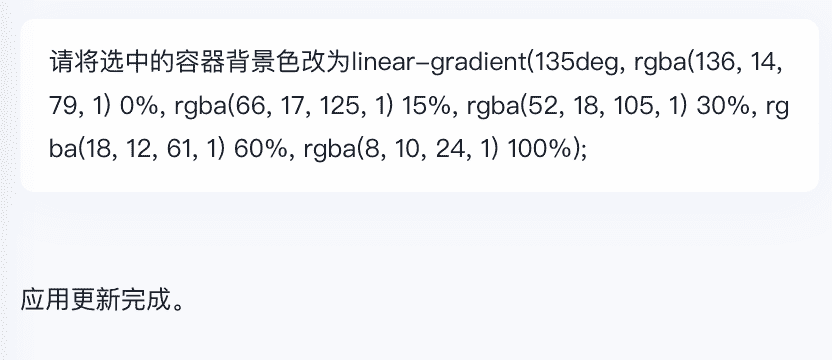 请将选中的容器背景色改为linear-gradient(135deg, rgba(136, 14,
79, 1) 0%, rgba(66, 17, 125, 1) 15%, rgba(52, 18, 105, 1) 30%, rg
ba(18, 12, 61, 1) 60%, rgba(8, 10, 24, 1) 100%);
应用更新完成。